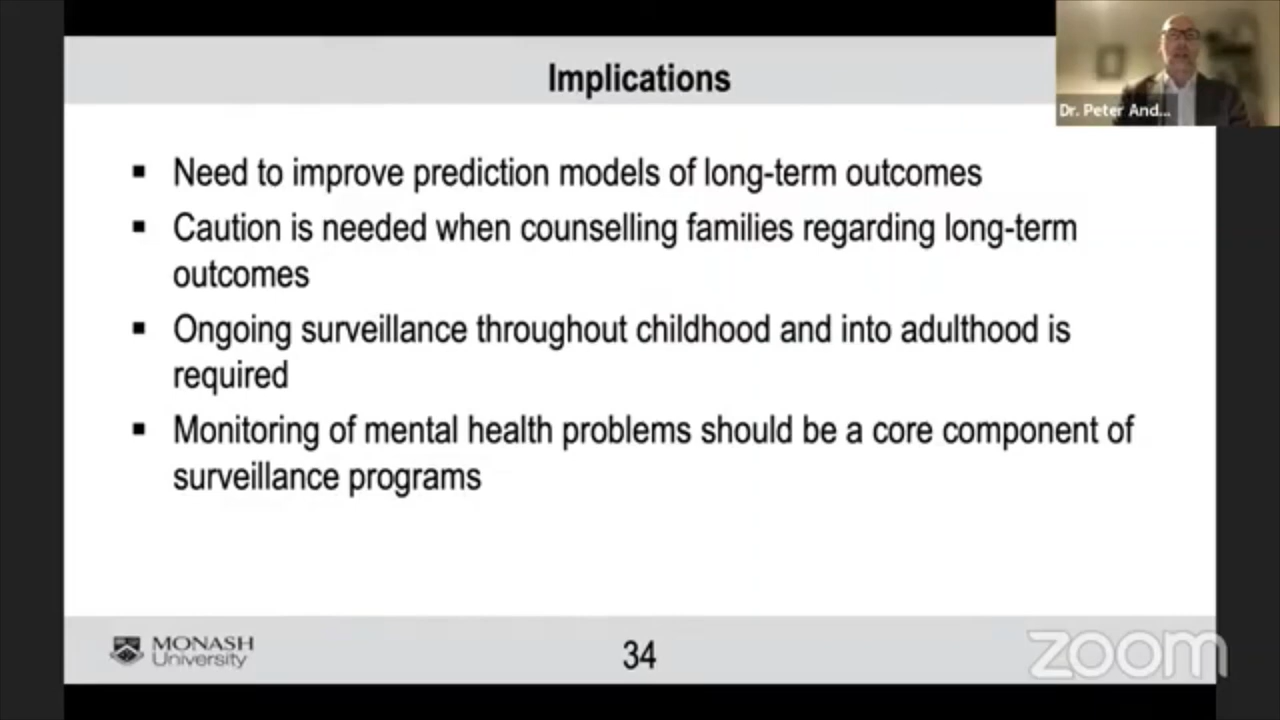 Implications
Dr. Peter And...
▪ Need to improve prediction models of long-term outcomes
▪ Caution is needed when counselling families regarding long-term
outcomes
▪ Ongoing surveillance throughout childhood and into adulthood is
required
▪ Monitoring of mental health problems should be a core component of
surveillance programs
MONASH
University
34
zoom